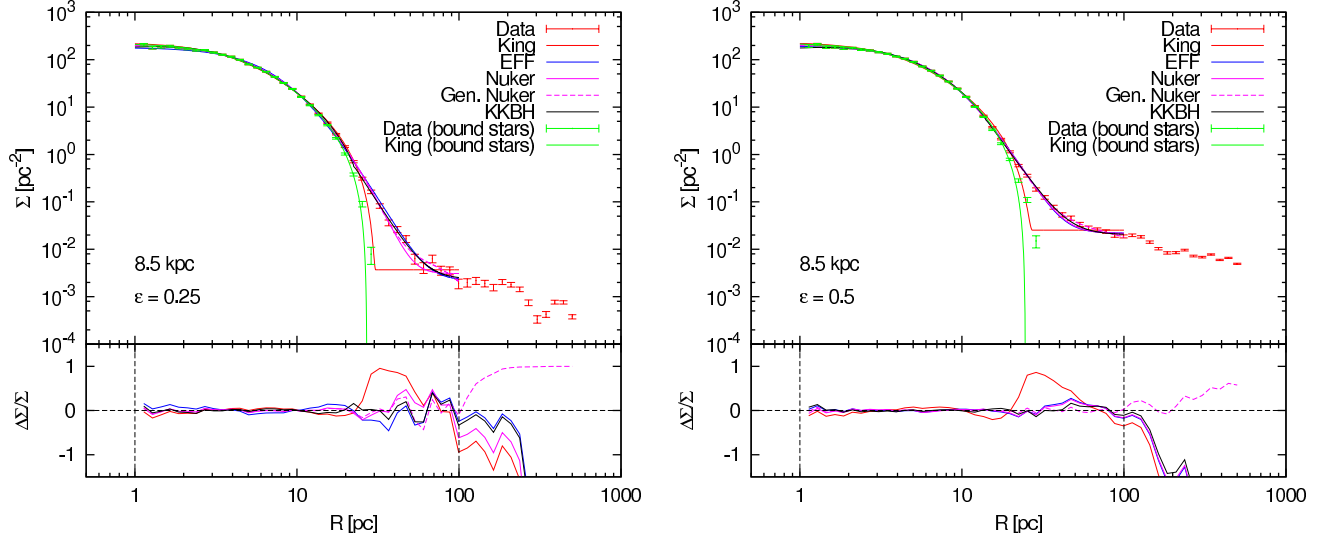 10^3
10^2
10^1
10^0
10^-1
10^-2
10^-3
10^-4
Σ [pc^-2]
Data
King
EFF
Nuker
Gen. Nuker
KKBH
Data (bound stars)
King (bound stars)
8.5 kpc
ε = 0.25
1
0
-1
ΔΣ/Σ
1 10 100 1000
R [pc]
10^3
10^2
10^1
10^0
10^-1
10^-2
10^-3
10^-4
Σ [pc^-2]
Data
King
EFF
Nuker
Gen. Nuker
KKBH
Data (bound stars)
King (bound stars)
8.5 kpc
ε = 0.5
1
0
-1
ΔΣ/Σ
1 10 100 1000
R [pc]